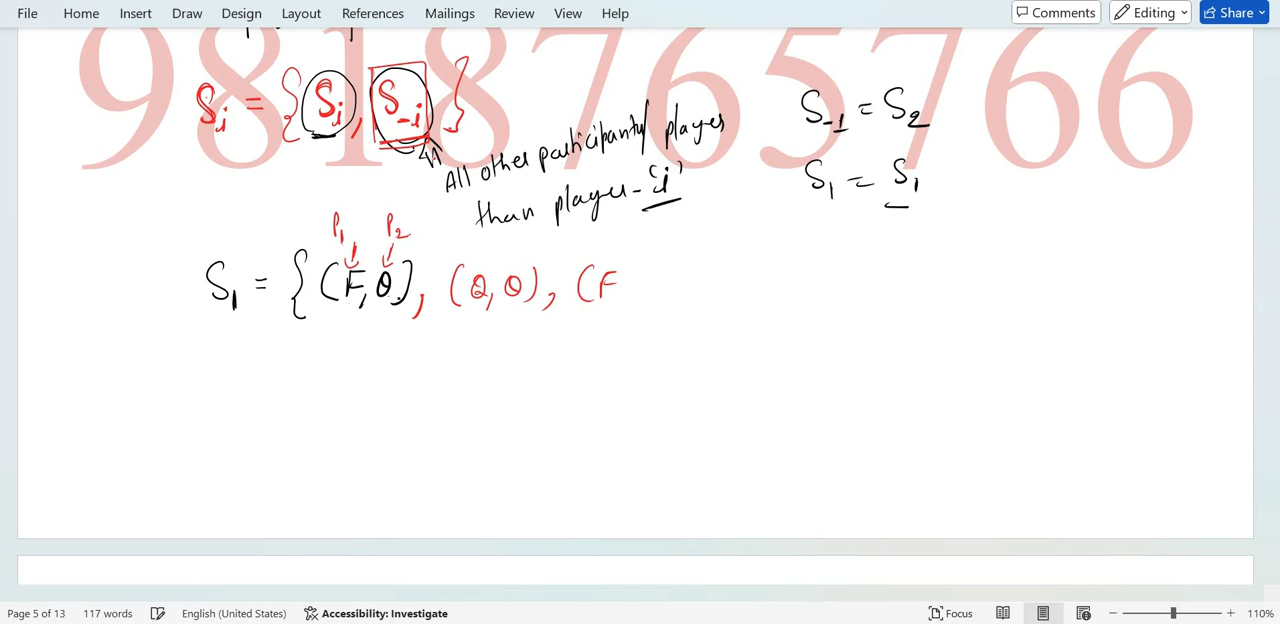 File Home Insert Draw Design Layout References Mailings Review View Help Comments Editing Share
9818765766
Si = { Si, S-i }
All other participants/ players
than player - 'i'
S-1 = S2
S1 = S1
P1 P2
S1 = { (F, Q), (Q, Q), (F
Page 5 of 13 117 words English (United States) Accessibility: Investigate Focus 110%